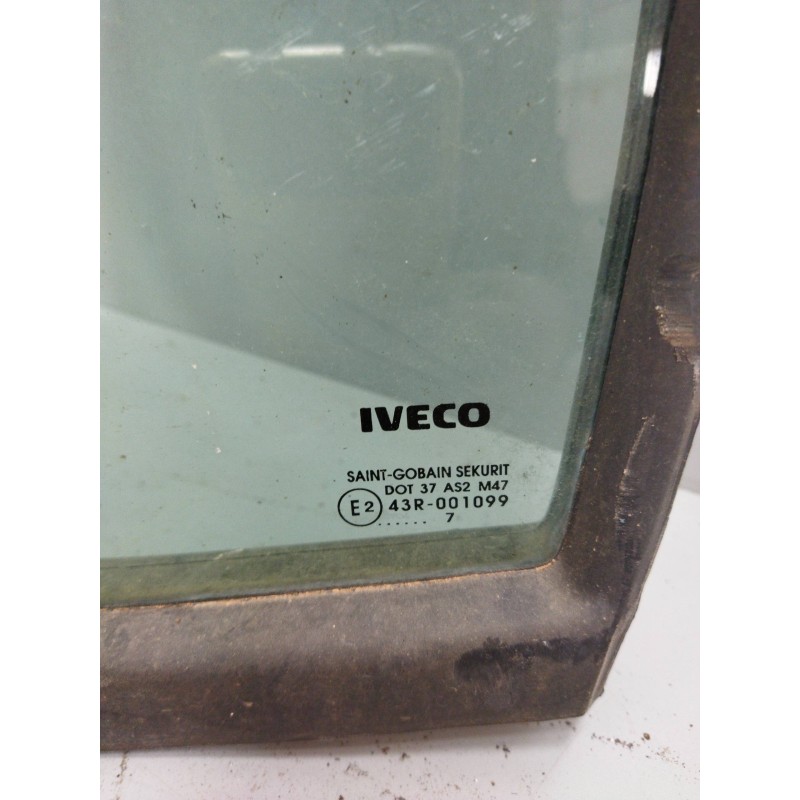 IVECO
SAINT-GOBAIN SEKURIT
DOT 37 AS2 M47
E2 43R-001099
...... 7